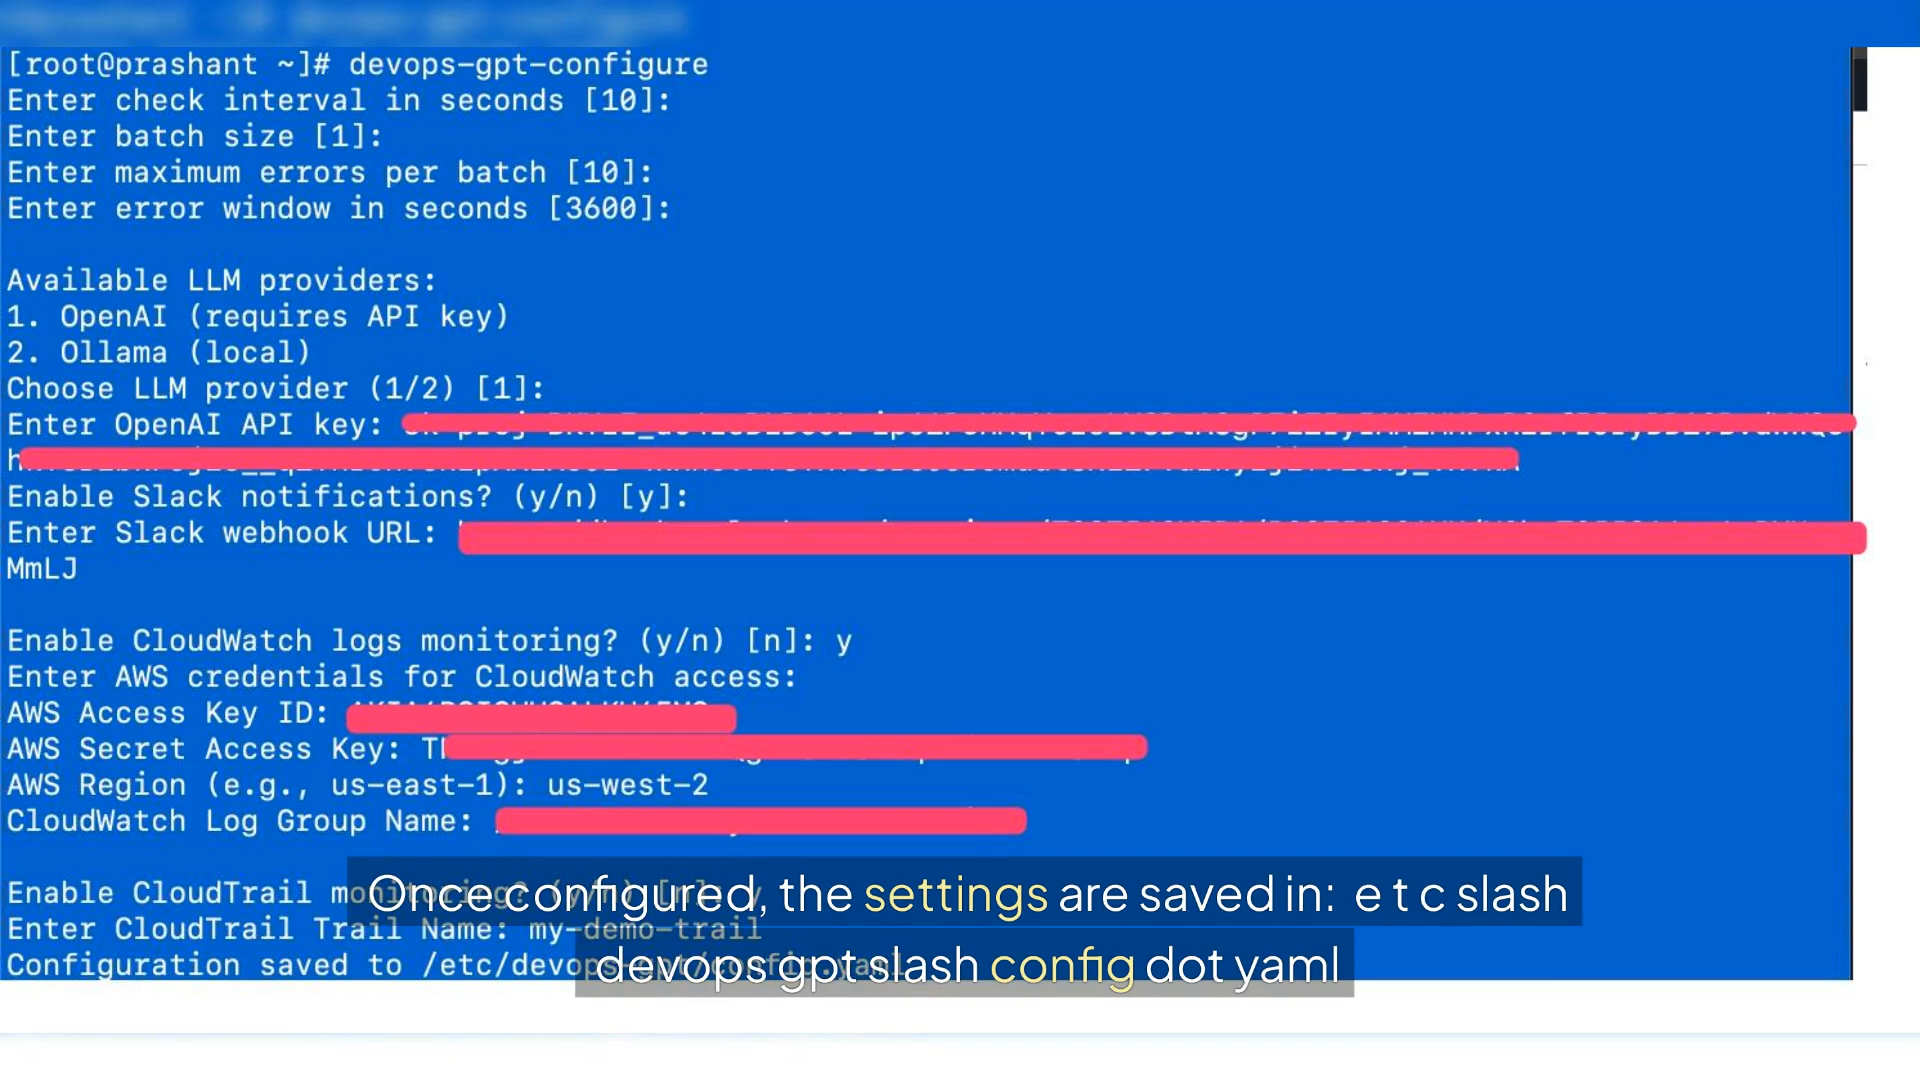 [root@prashant ~]# devops-gpt-configure
Enter check interval in seconds [10]:
Enter batch size [1]:
Enter maximum errors per batch [10]:
Enter error window in seconds [3600]:
Available LLM providers:
1. OpenAI (requires API key)
2. Ollama (local)
Choose LLM provider (1/2) [1]:
Enter OpenAI API key:
Enable Slack notifications? (y/n) [y]:
Enter Slack webhook URL:
MmLJ
Enable CloudWatch logs monitoring? (y/n) [n]: y
Enter AWS credentials for CloudWatch access:
AWS Access Key ID:
AWS Secret Access Key:
AWS Region (e.g., us-east-1): us-west-2
CloudWatch Log Group Name:
Enable CloudTrail monitoring? (y/n) [n]: y
Enter CloudTrail Trail Name: my-demo-trail
Configuration saved to /etc/devops-gpt/config.yaml
Once configured, the settings are saved in: e t c slash
devops gpt slash config dot yaml